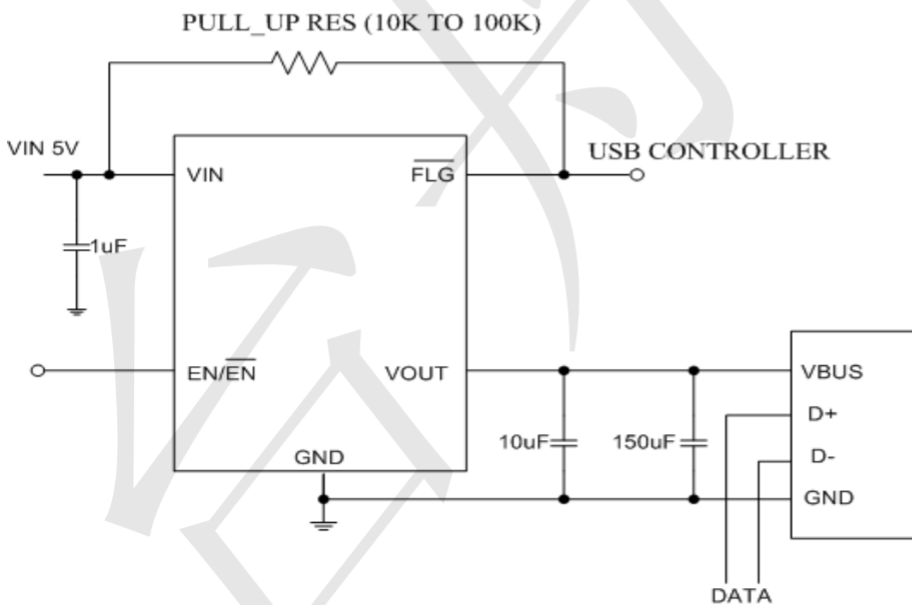 PULL_UP RES (10K TO 100K)
VIN 5V
VIN
FLG
USB CONTROLLER
1uF
EN/EN
VOUT
VBUS
D+
10uF
150uF
D-
GND
GND
DATA